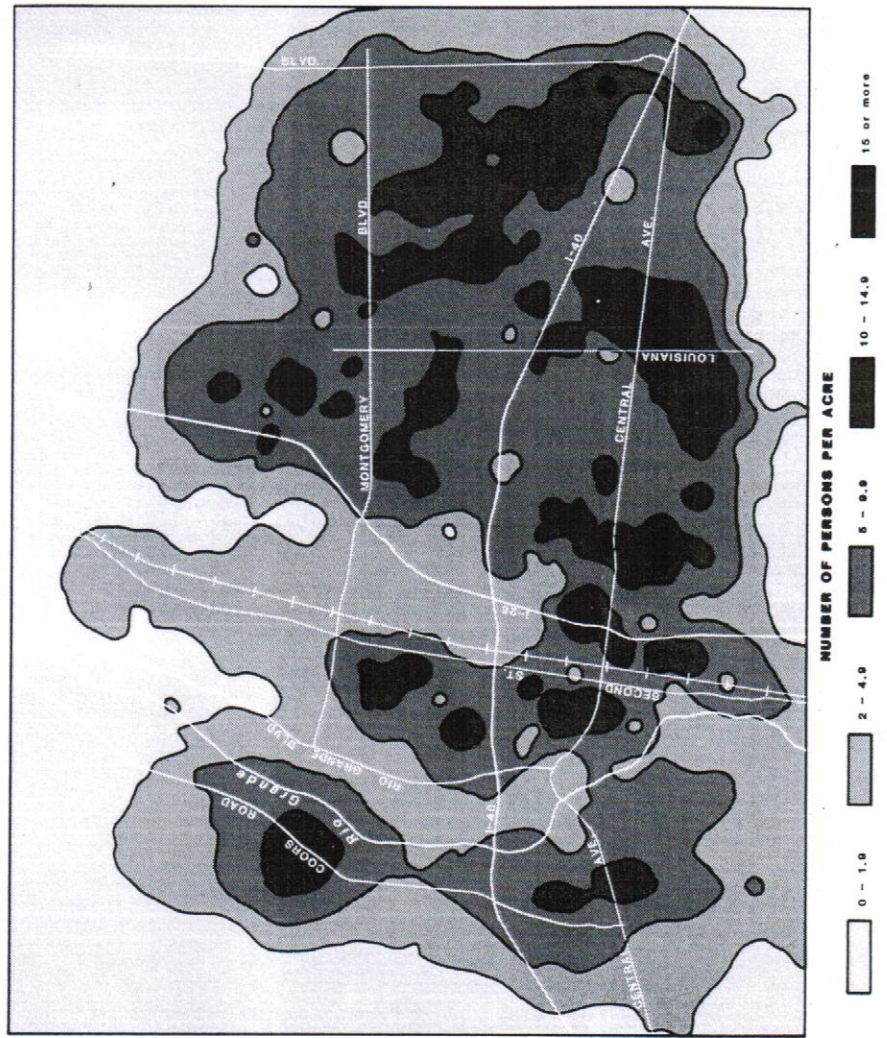 BLVD.
MONTGOMERY
BLVD.
I-40
AVE.
LOUISIANA
CENTRAL
I-25
SECOND
ST.
RIO
GRANDE
BLVD
Rio
Grande
COORS
ROAD
I-40
CENTRAL
AVE.
NUMBER OF PERSONS PER ACRE
0 - 1.9
2 - 4.9
5 - 9.9
10 - 14.9
15 or more